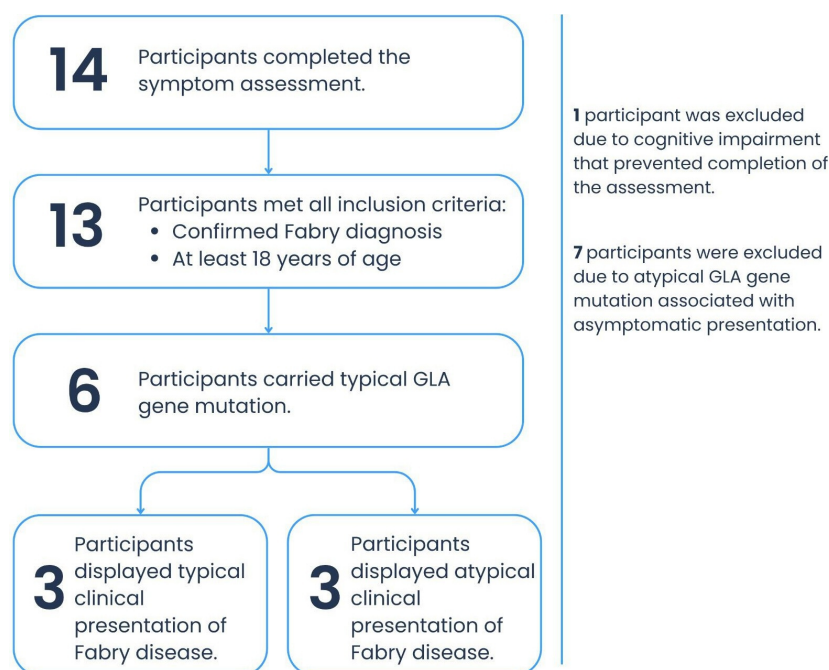 14
Participants completed the
symptom assessment.
13
Participants met all inclusion criteria:
• Confirmed Fabry diagnosis
• At least 18 years of age
6
Participants carried typical GLA
gene mutation.
3
Participants
displayed typical
clinical
presentation of
Fabry disease.
3
Participants
displayed atypical
clinical
presentation of
Fabry disease.
1 participant was excluded
due to cognitive impairment
that prevented completion of
the assessment.
7 participants were excluded
due to atypical GLA gene
mutation associated with
asymptomatic presentation.